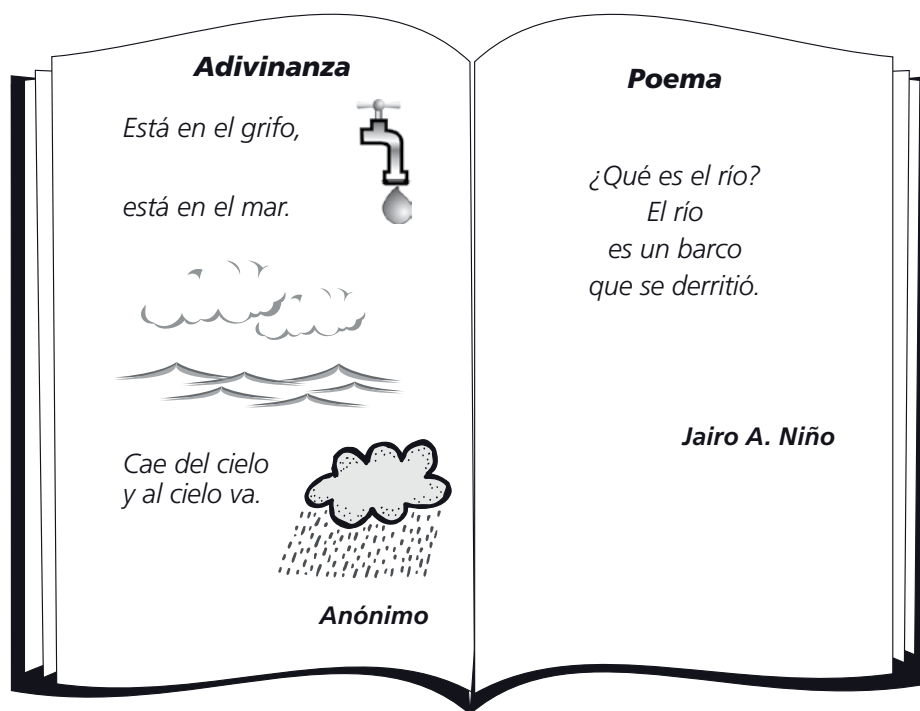 Adivinanza
Está en el grifo,
está en el mar.
Cae del cielo
y al cielo va.
Anónimo
Poema
¿Qué es el río?
El río
es un barco
que se derritió.
Jairo A. Niño